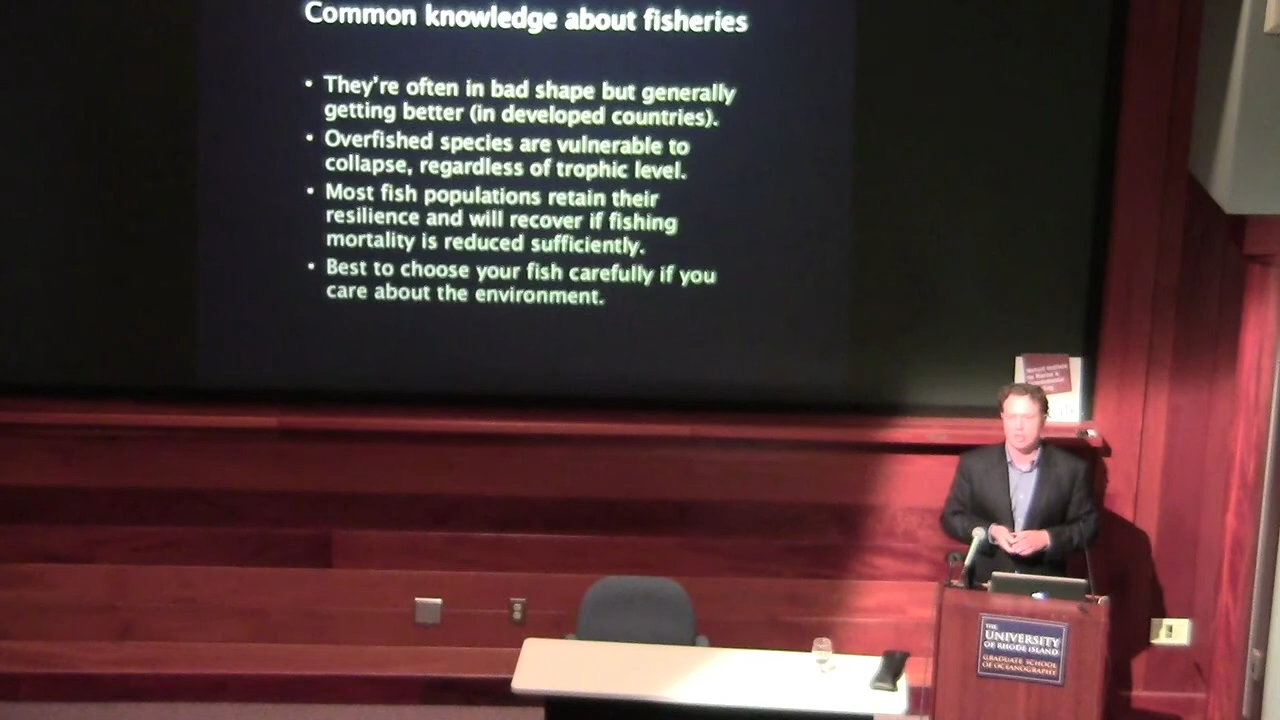 Common knowledge about fisheries
• They're often in bad shape but generally
getting better (in developed countries).
• Overfished species are vulnerable to
collapse, regardless of trophic level.
• Most fish populations retain their
resilience and will recover if fishing
mortality is reduced sufficiently.
• Best to choose your fish carefully if you
care about the environment.
Metcalf Institute
THE
UNIVERSITY
OF RHODE ISLAND
GRADUATE SCHOOL
OF OCEANOGRAPHY